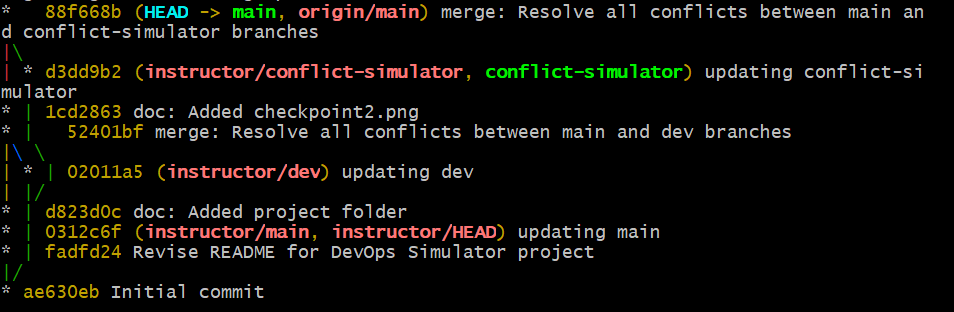 *   88f668b (HEAD -> main, origin/main) merge: Resolve all conflicts between main an
d conflict-simulator branches
|\
| * d3dd9b2 (instructor/conflict-simulator, conflict-simulator) updating conflict-si
mulator
* | 1cd2863 doc: Added checkpoint2.png
* |   52401bf merge: Resolve all conflicts between main and dev branches
|\ \
| * | 02011a5 (instructor/dev) updating dev
| |/
* | d823d0c doc: Added project folder
* | 0312c6f (instructor/main, instructor/HEAD) updating main
* | fadfd24 Revise README for DevOps Simulator project
|/
* ae630eb Initial commit